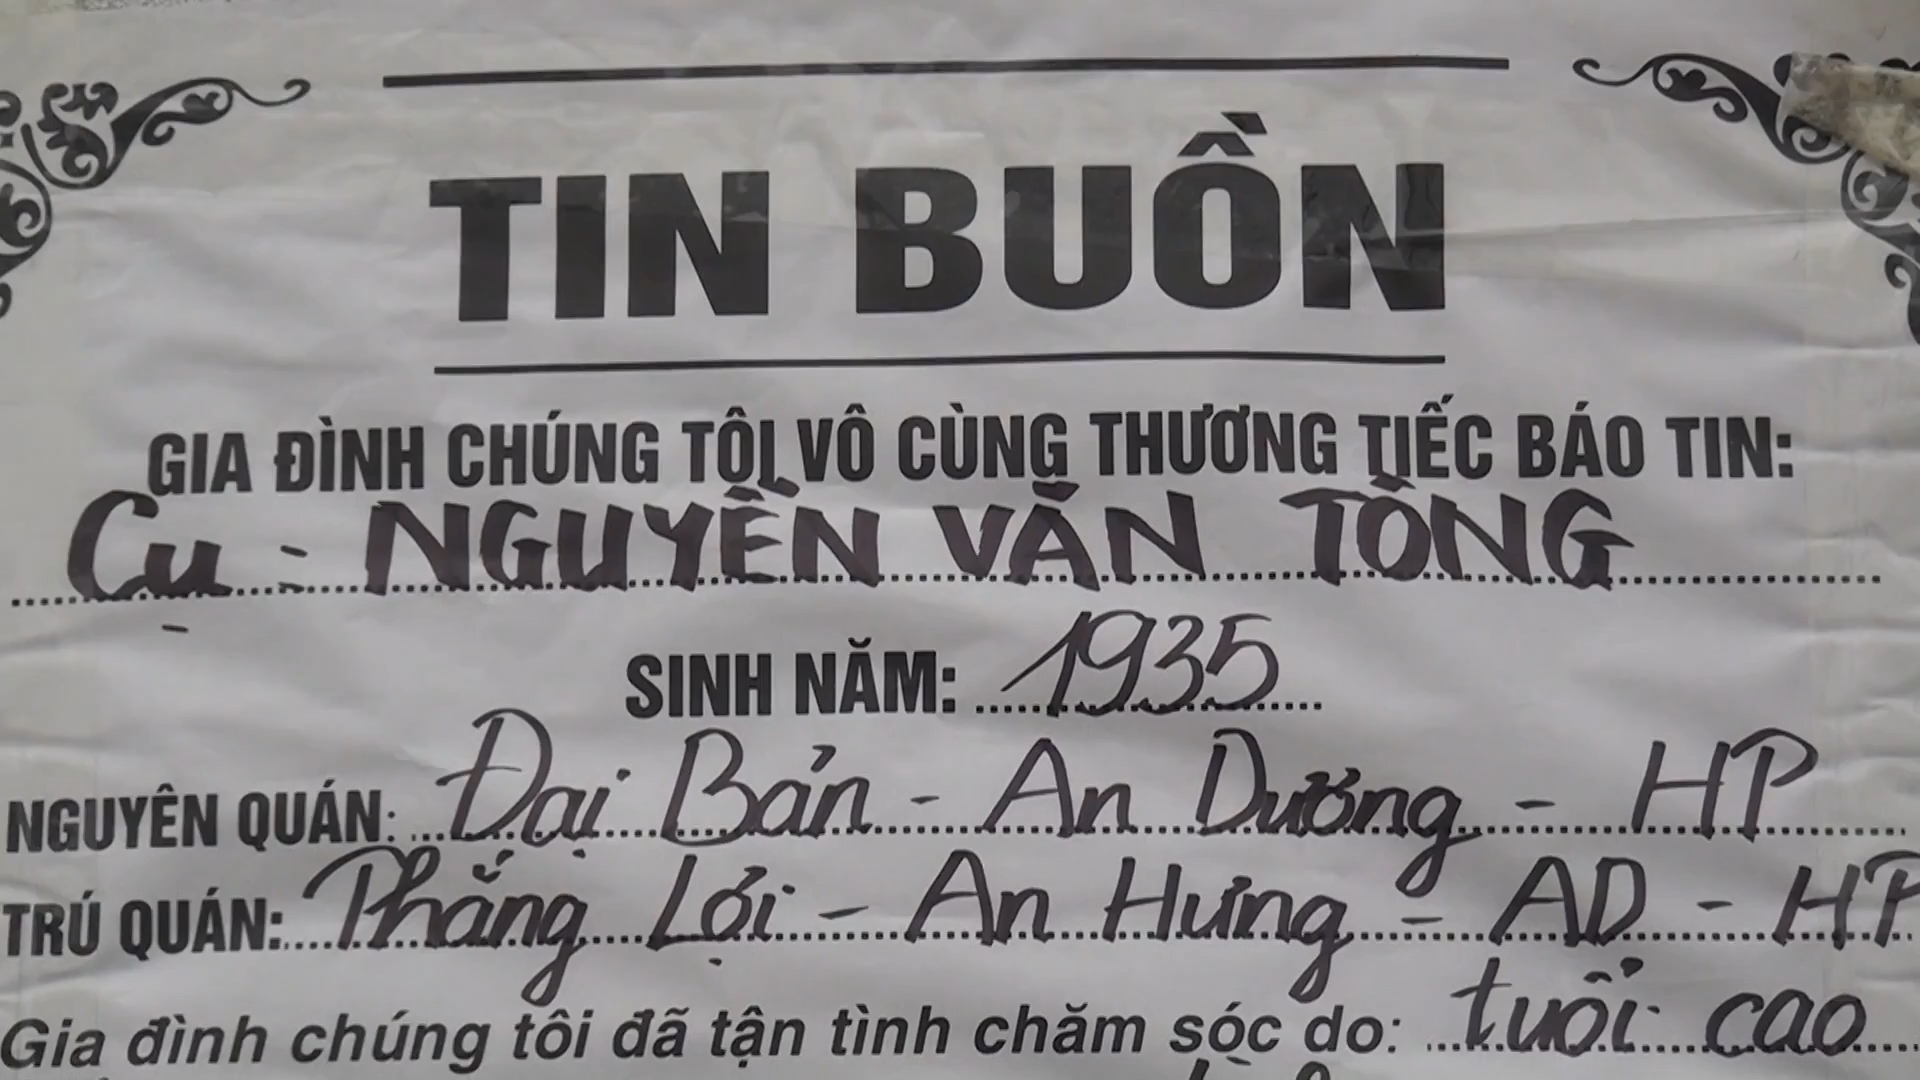 TIN BUỒN
GIA ĐÌNH CHÚNG TÔI VÔ CÙNG THƯƠNG TIẾC BÁO TIN:
Cụ - NGUYỄN VĂN TÒNG
SINH NĂM: 1935
NGUYÊN QUÁN: Đại Bản - An Dương - HP
TRÚ QUÁN: Thắng Lợi - An Hưng - AD - HP
Gia đình chúng tôi đã tận tình chăm sóc do: tuổi cao